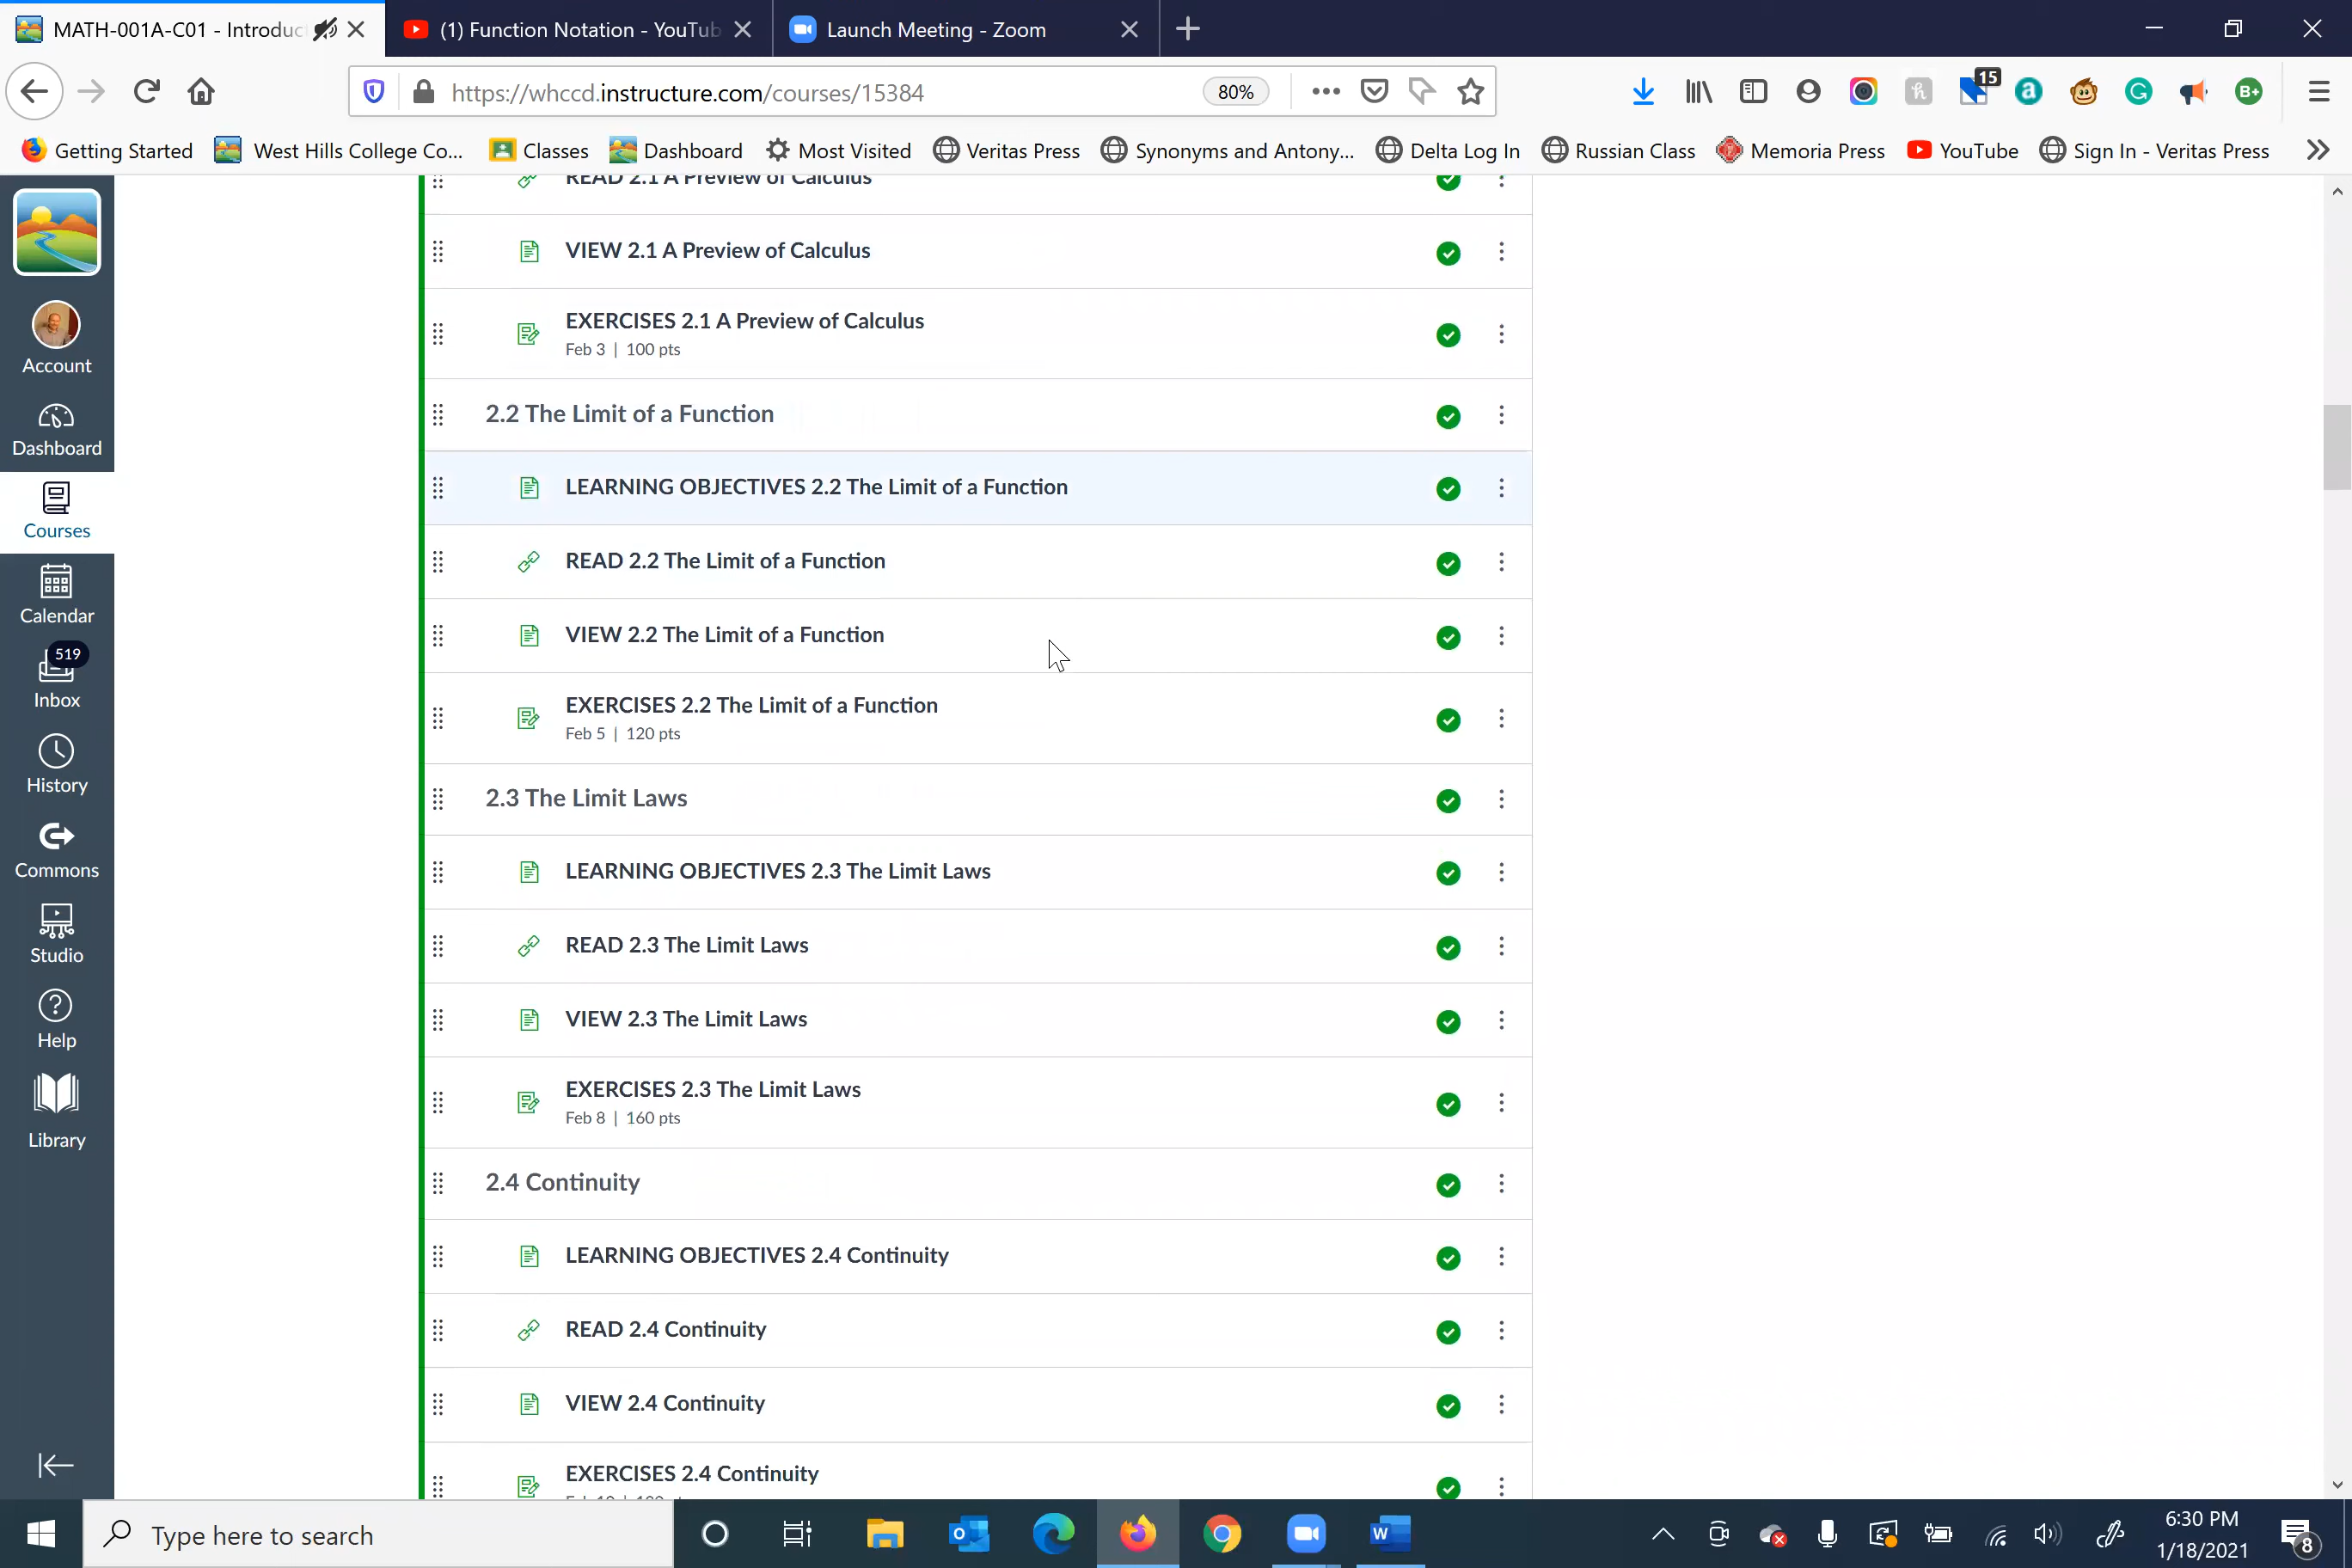 MATH-001A-C01 - Introduc
(1) Function Notation - YouTub
Launch Meeting - Zoom
https://whccd.instructure.com/courses/15384
80%
15
Getting Started
West Hills College Co...
Classes
Dashboard
Most Visited
Veritas Press
Synonyms and Antony...
Delta Log In
Russian Class
Memoria Press
YouTube
Sign In - Veritas Press
Account
Dashboard
Courses
Calendar
519
Inbox
History
Commons
Studio
Help
Library
READ 2.1 A Preview of Calculus
VIEW 2.1 A Preview of Calculus
EXERCISES 2.1 A Preview of Calculus
Feb 3 | 100 pts
2.2 The Limit of a Function
LEARNING OBJECTIVES 2.2 The Limit of a Function
READ 2.2 The Limit of a Function
VIEW 2.2 The Limit of a Function
EXERCISES 2.2 The Limit of a Function
Feb 5 | 120 pts
2.3 The Limit Laws
LEARNING OBJECTIVES 2.3 The Limit Laws
READ 2.3 The Limit Laws
VIEW 2.3 The Limit Laws
EXERCISES 2.3 The Limit Laws
Feb 8 | 160 pts
2.4 Continuity
LEARNING OBJECTIVES 2.4 Continuity
READ 2.4 Continuity
VIEW 2.4 Continuity
EXERCISES 2.4 Continuity
Type here to search
6:30 PM
1/18/2021
8